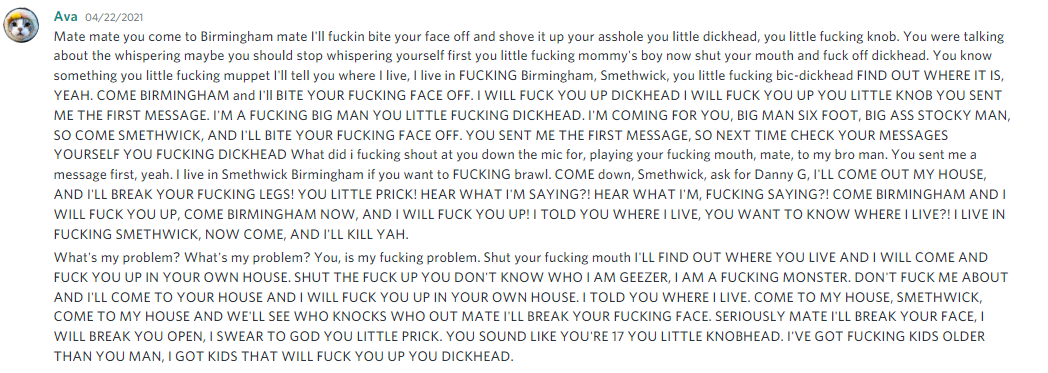 Ava 04/22/2021
Mate mate you come to Birmingham mate I'll fuckin bite your face off and shove it up your asshole you little dickhead, you little fucking knob. You were talking
about the whispering maybe you should stop whispering yourself first you little fucking mommy's boy now shut your mouth and fuck off dickhead. You know
something you little fucking muppet I'll tell you where I live, I live in FUCKING Birmingham, Smethwick, you little fucking bic-dickhead FIND OUT WHERE IT IS,
YEAH. COME BIRMINGHAM and I'll BITE YOUR FUCKING FACE OFF. I WILL FUCK YOU UP DICKHEAD I WILL FUCK YOU UP YOU LITTLE KNOB YOU SENT
ME THE FIRST MESSAGE. I'M A FUCKING BIG MAN YOU LITTLE FUCKING DICKHEAD. I'M COMING FOR YOU, BIG MAN SIX FOOT, BIG ASS STOCKY MAN,
SO COME SMETHWICK, AND I'LL BITE YOUR FUCKING FACE OFF. YOU SENT ME THE FIRST MESSAGE, SO NEXT TIME CHECK YOUR MESSAGES
YOURSELF YOU FUCKING DICKHEAD What did i fucking shout at you down the mic for, playing your fucking mouth, mate, to my bro man. You sent me a
message first, yeah. I live in Smethwick Birmingham if you want to FUCKING brawl. COME down, Smethwick, ask for Danny G, I'LL COME OUT MY HOUSE,
AND I'LL BREAK YOUR FUCKING LEGS! YOU LITTLE PRICK! HEAR WHAT I'M SAYING?! HEAR WHAT I'M, FUCKING SAYING?! COME BIRMINGHAM AND I
WILL FUCK YOU UP, COME BIRMINGHAM NOW, AND I WILL FUCK YOU UP! I TOLD YOU WHERE I LIVE, YOU WANT TO KNOW WHERE I LIVE?! I LIVE IN
FUCKING SMETHWICK, NOW COME, AND I'LL KILL YAH.
What's my problem? What's my problem? You, is my fucking problem. Shut your fucking mouth I'LL FIND OUT WHERE YOU LIVE AND I WILL COME AND
FUCK YOU UP IN YOUR OWN HOUSE. SHUT THE FUCK UP YOU DON'T KNOW WHO I AM GEEZER, I AM A FUCKING MONSTER. DON'T FUCK ME ABOUT
AND I'LL COME TO YOUR HOUSE AND I WILL FUCK YOU UP IN YOUR OWN HOUSE. I TOLD YOU WHERE I LIVE. COME TO MY HOUSE, SMETHWICK,
COME TO MY HOUSE AND WE'LL SEE WHO KNOCKS WHO OUT MATE I'LL BREAK YOUR FUCKING FACE. SERIOUSLY MATE I'LL BREAK YOUR FACE, I
WILL BREAK YOU OPEN, I SWEAR TO GOD YOU LITTLE PRICK. YOU SOUND LIKE YOU'RE 17 YOU LITTLE KNOBHEAD. I'VE GOT FUCKING KIDS OLDER
THAN YOU MAN, I GOT KIDS THAT WILL FUCK YOU UP YOU DICKHEAD.